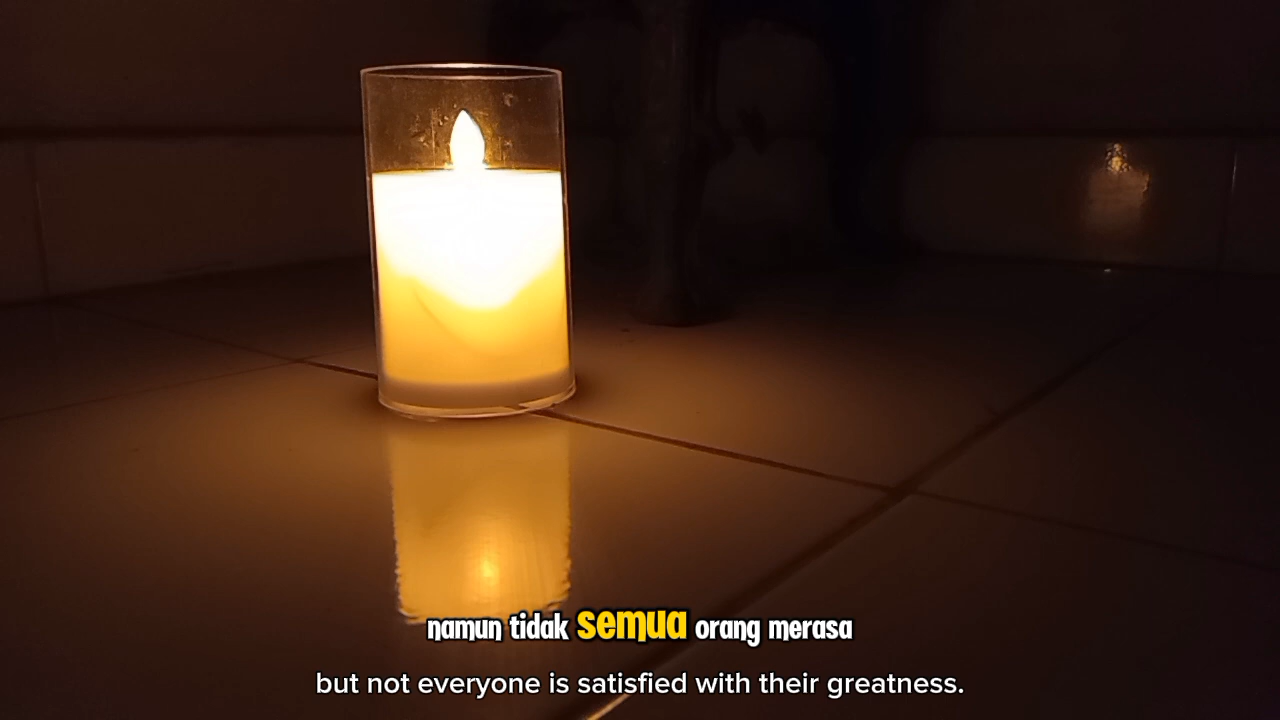 namun tidak semua orang merasa
but not everyone is satisfied with their greatness.